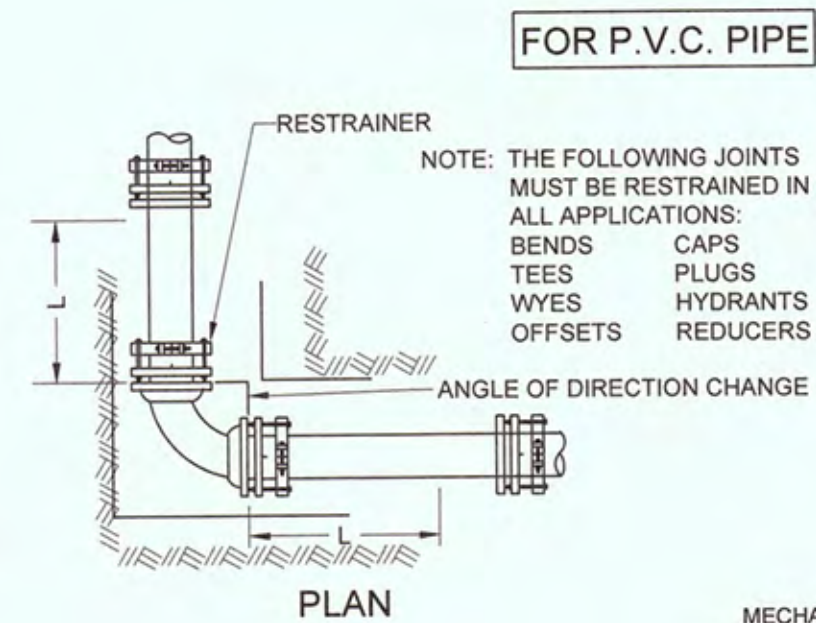 FOR P.V.C. PIPE
RESTRAINER
NOTE: THE FOLLOWING JOINTS
MUST BE RESTRAINED IN
ALL APPLICATIONS:
BENDS CAPS
TEES PLUGS
WYES HYDRANTS
OFFSETS REDUCERS
L
ANGLE OF DIRECTION CHANGE
L
PLAN
MECHA